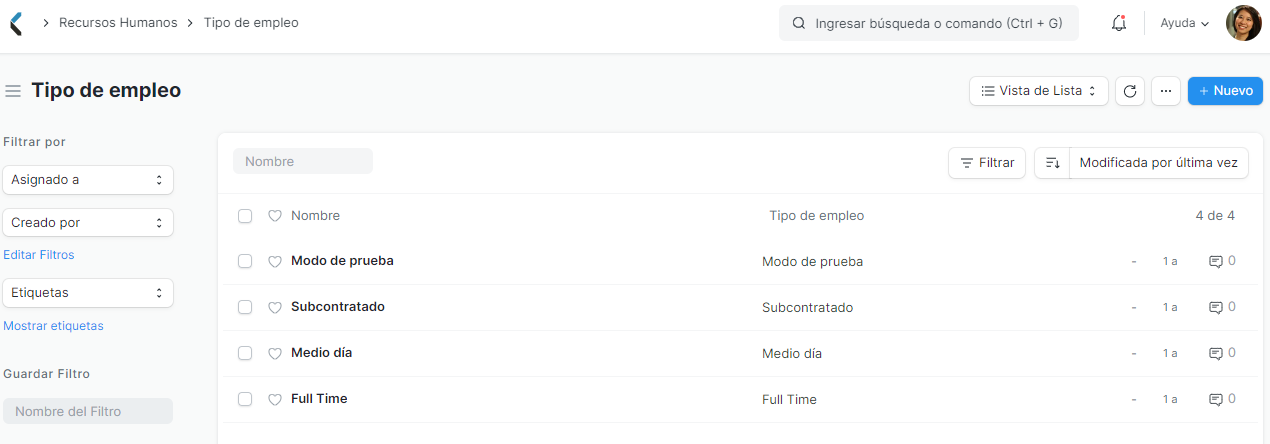 Recursos Humanos Tipo de empleo Ingresar búsqueda o comando (Ctrl + G) Ayuda
Tipo de empleo Vista de Lista ... + Nuevo
Filtrar por
Asignado a
Creado por
Editar Filtros
Etiquetas
Mostrar etiquetas
Guardar Filtro
Nombre del Filtro
Nombre Filtrar Modificada por última vez
Nombre Tipo de empleo 4 de 4
Modo de prueba Modo de prueba - 1 a 0
Subcontratado Subcontratado - 1 a 0
Medio día Medio día - 1 a 0
Full Time Full Time - 1 a 0